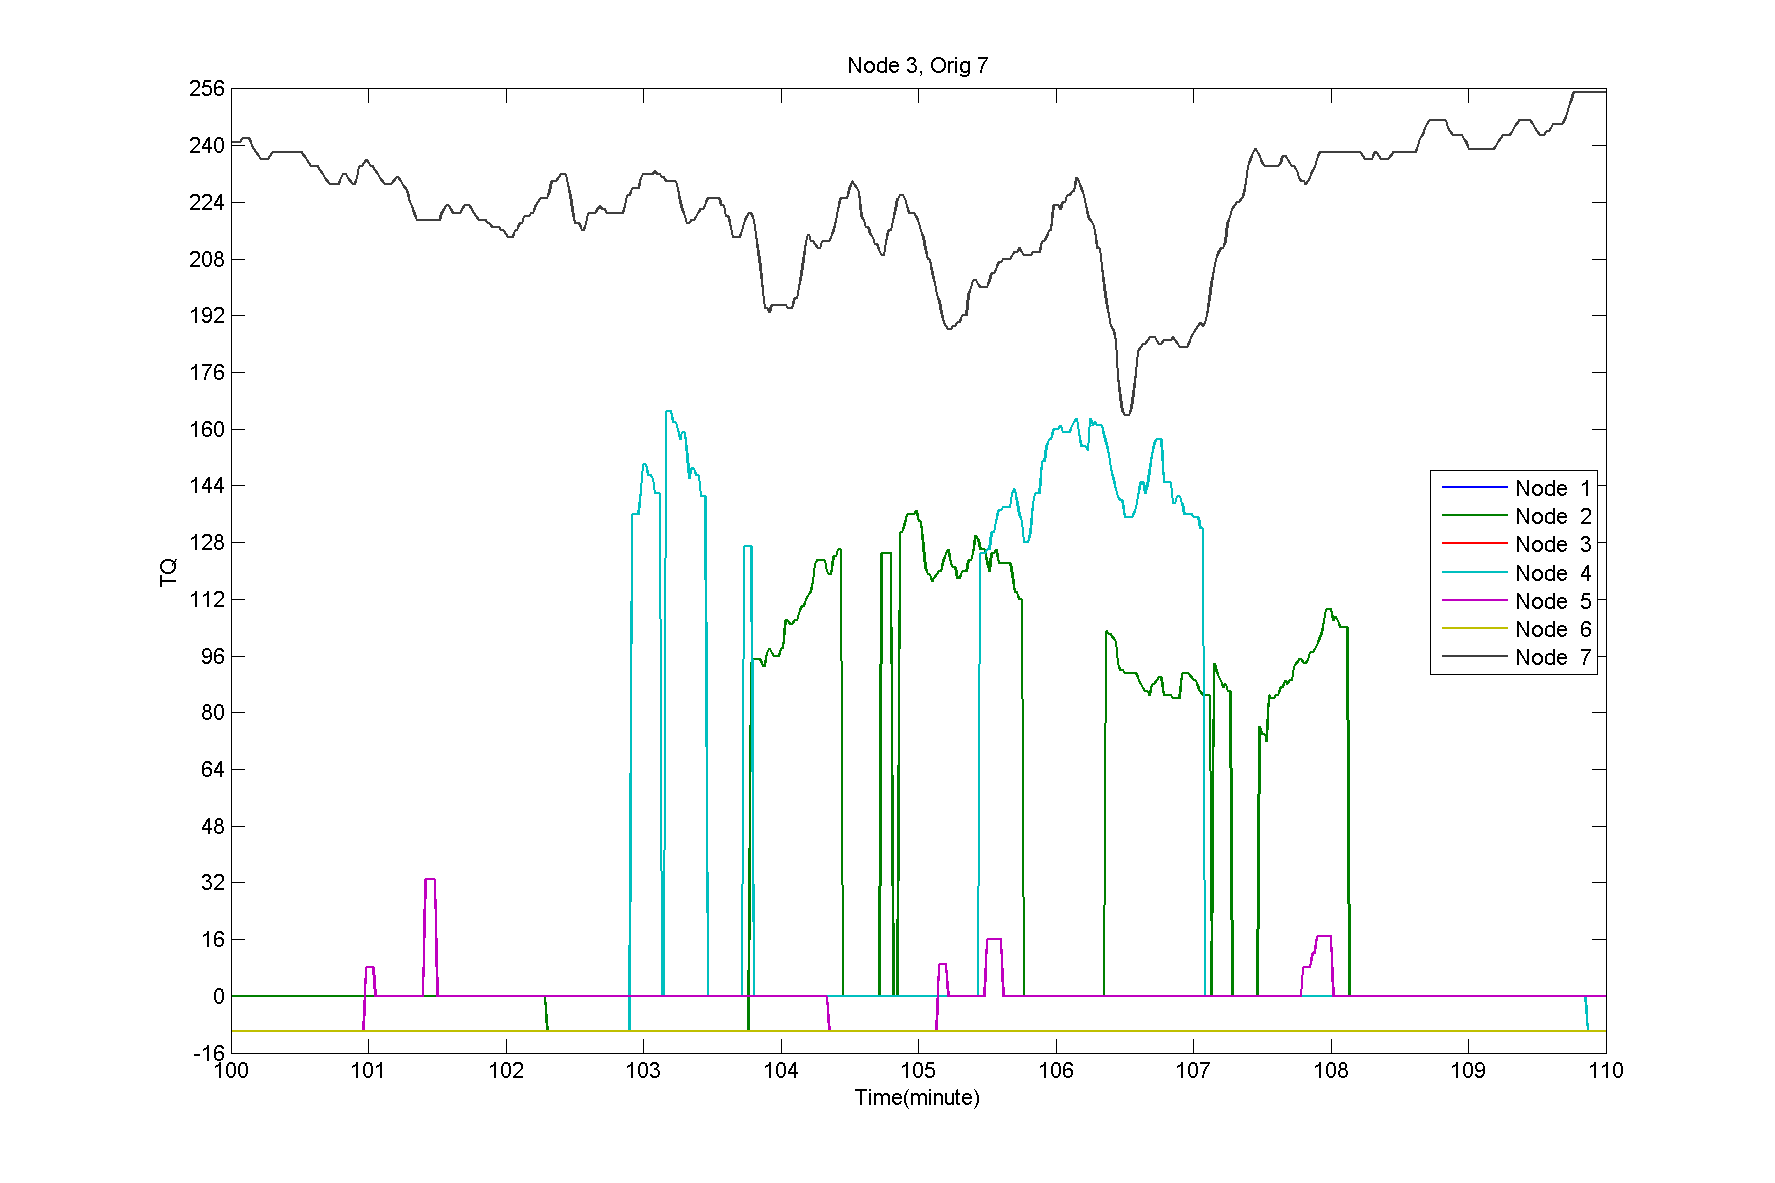 Node 3, Orig 7
256
240
224
208
192
176
160
144
128
112
96
80
64
48
32
16
0
-16
TQ
Node 1
Node 2
Node 3
Node 4
Node 5
Node 6
Node 7
100 101 102 103 104 105 106 107 108 109 110
Time(minute)